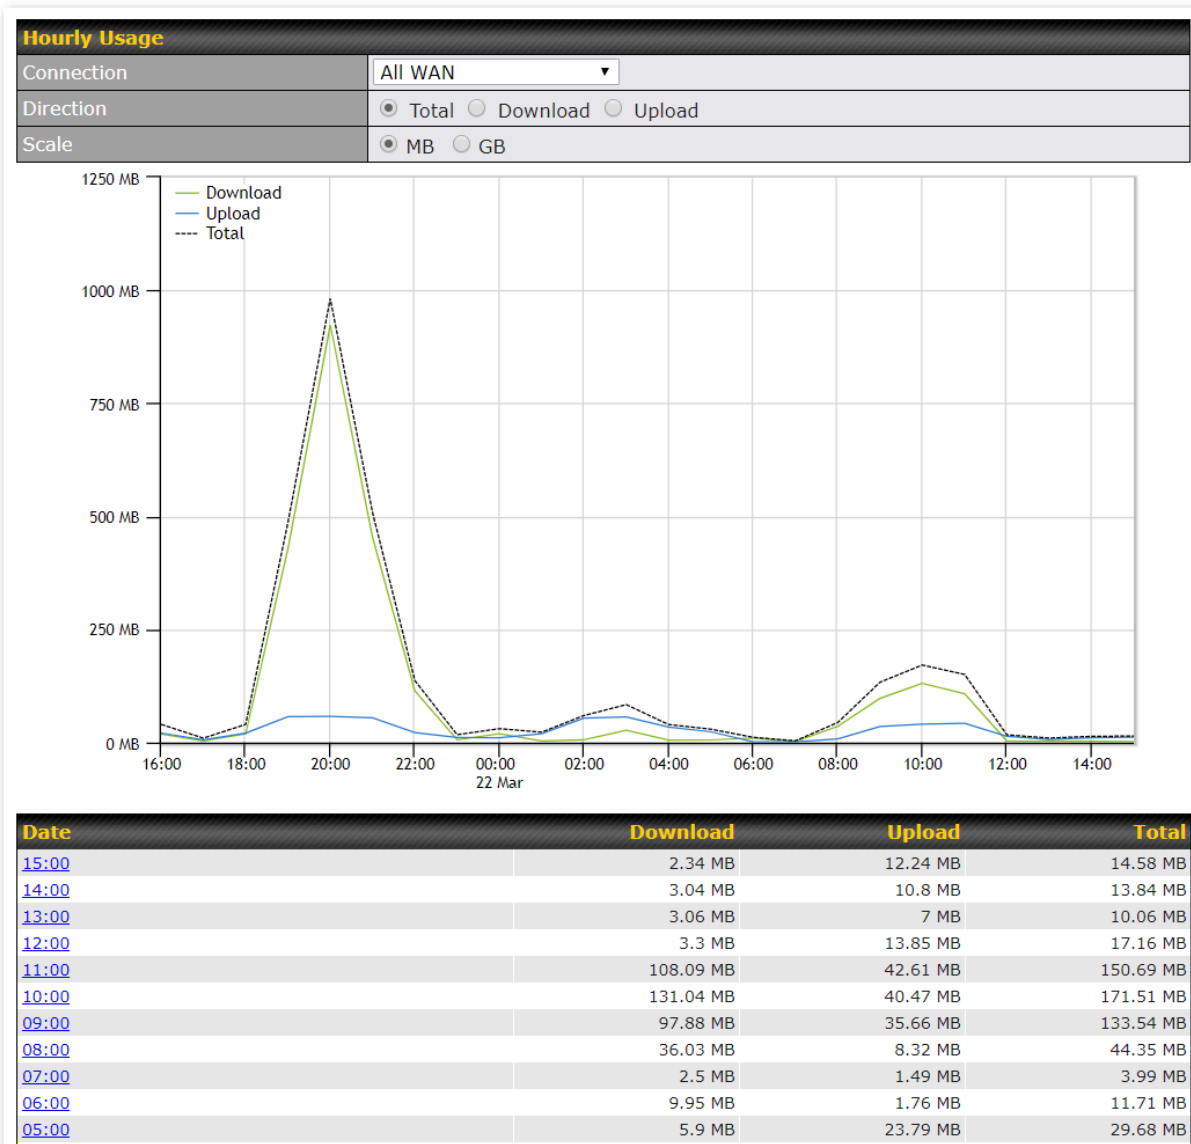 Hourly Usage
Connection All WAN
Direction Total Download Upload
Scale MB GB
1250 MB
Download
Upload
Total
1000 MB
750 MB
500 MB
250 MB
0 MB
16:00 18:00 20:00 22:00 00:00 02:00 04:00 06:00 08:00 10:00 12:00 14:00
22 Mar
Date Download Upload Total
15:00 2.34 MB 12.24 MB 14.58 MB
14:00 3.04 MB 10.8 MB 13.84 MB
13:00 3.06 MB 7 MB 10.06 MB
12:00 3.3 MB 13.85 MB 17.16 MB
11:00 108.09 MB 42.61 MB 150.69 MB
10:00 131.04 MB 40.47 MB 171.51 MB
09:00 97.88 MB 35.66 MB 133.54 MB
08:00 36.03 MB 8.32 MB 44.35 MB
07:00 2.5 MB 1.49 MB 3.99 MB
06:00 9.95 MB 1.76 MB 11.71 MB
05:00 5.9 MB 23.79 MB 29.68 MB